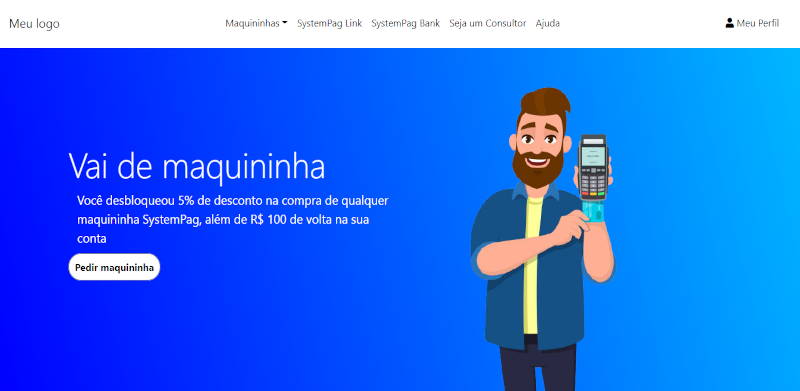 Meu logo
Maquininhas
SystemPag Link
SystemPag Bank
Seja um Consultor
Ajuda
Meu Perfil
Vai de maquininha
Você desbloqueou 5% de desconto na compra de qualquer
maquininha SystemPag, além de R$ 100 de volta na sua
conta
Pedir maquininha